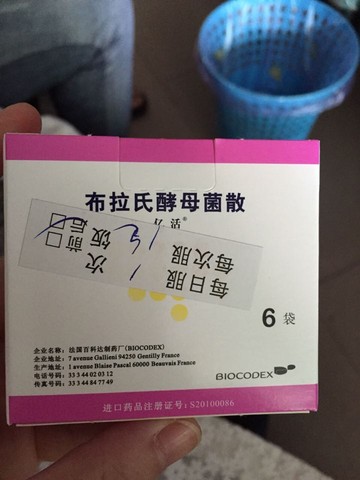 布拉氏酵母菌散
亿活®
每日服 1 次 饭前□
每次服 1包 后□
6 袋
企业名称：法国百科达制药厂(BIOCODEX)
企业地址：7 avenue Gallieni 94250 Gentilly France
生产地址：1 avenue Blaise Pascal 60000 Beauvais France
电话号码：33 3 44 02 03 12
传真号码：33 3 44 84 77 49
BIOCODEX
进口药品注册证号：S20100086